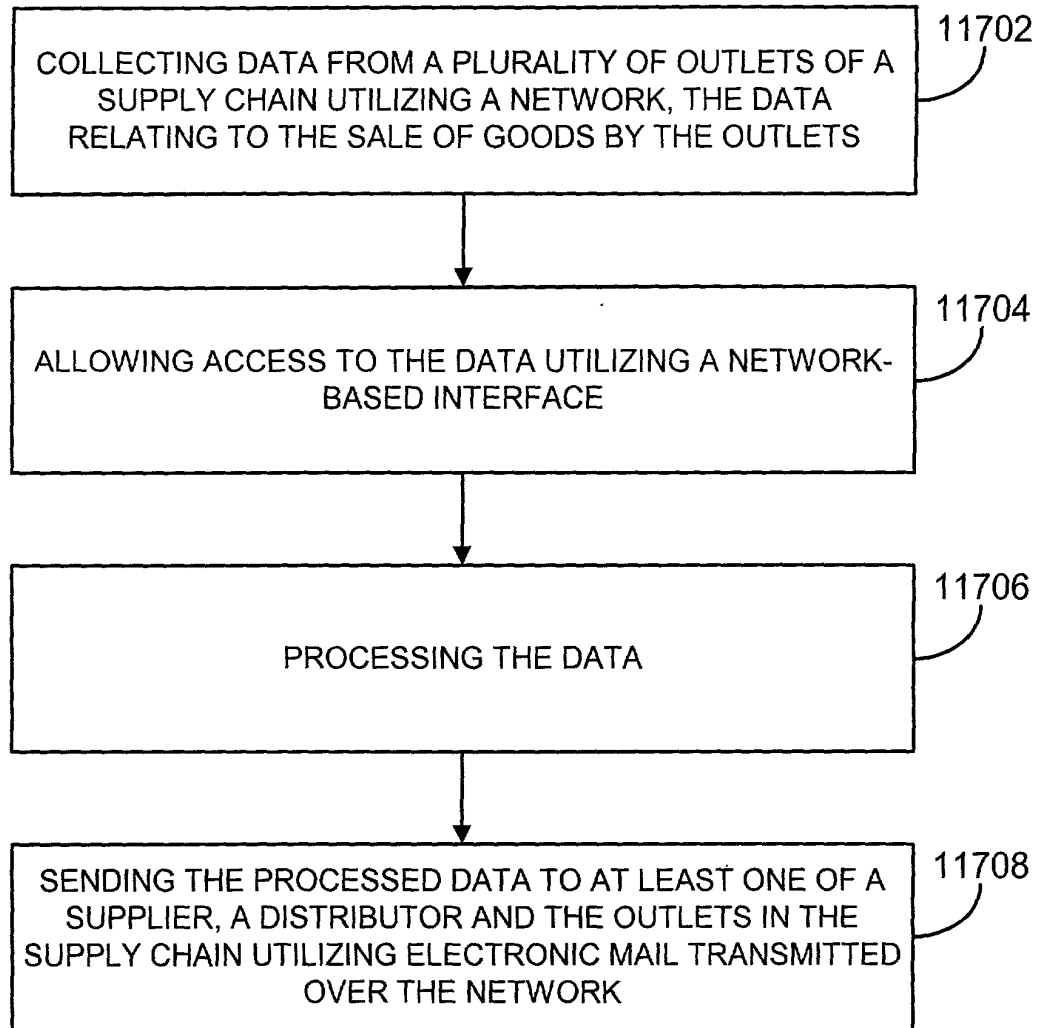 11702
COLLECTING DATA FROM A PLURALITY OF OUTLETS OF A
SUPPLY CHAIN UTILIZING A NETWORK, THE DATA
RELATING TO THE SALE OF GOODS BY THE OUTLETS
11704
ALLOWING ACCESS TO THE DATA UTILIZING A NETWORK-
BASED INTERFACE
11706
PROCESSING THE DATA
11708
SENDING THE PROCESSED DATA TO AT LEAST ONE OF A
SUPPLIER, A DISTRIBUTOR AND THE OUTLETS IN THE
SUPPLY CHAIN UTILIZING ELECTRONIC MAIL TRANSMITTED
OVER THE NETWORK